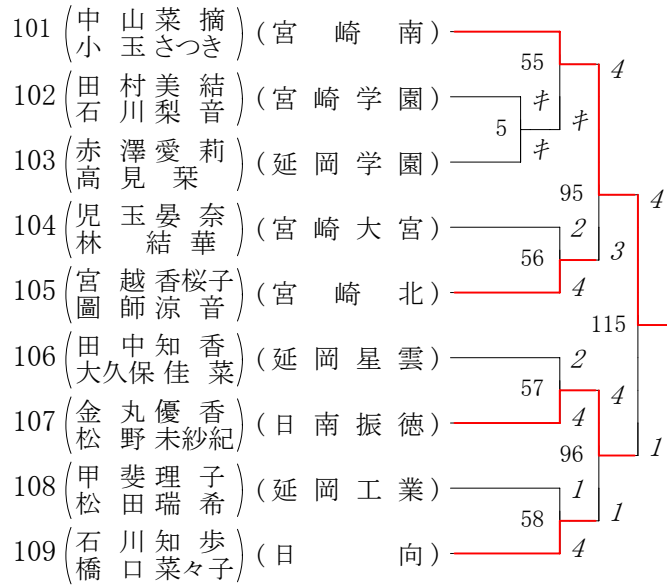 101 (中山菜摘 小玉さつき) (宮崎南)
102 (田村美結 石川梨音) (宮崎学園)
103 (赤澤愛莉 高見栞) (延岡学園)
104 (児玉晏奈 林結華) (宮崎大宮)
105 (宮越香桜子 圖師涼音) (宮崎北)
106 (田中知香 大久保佳菜) (延岡星雲)
107 (金丸優香 松野未紗紀) (日南振徳)
108 (甲斐理子 松田瑞希) (延岡工業)
109 (石川知歩 橋口菜々子) (日向)
55
4
キ
キ
5
キ
95
4
2
3
56
4
115
2
57
4
4
96
1
1
1
58
4